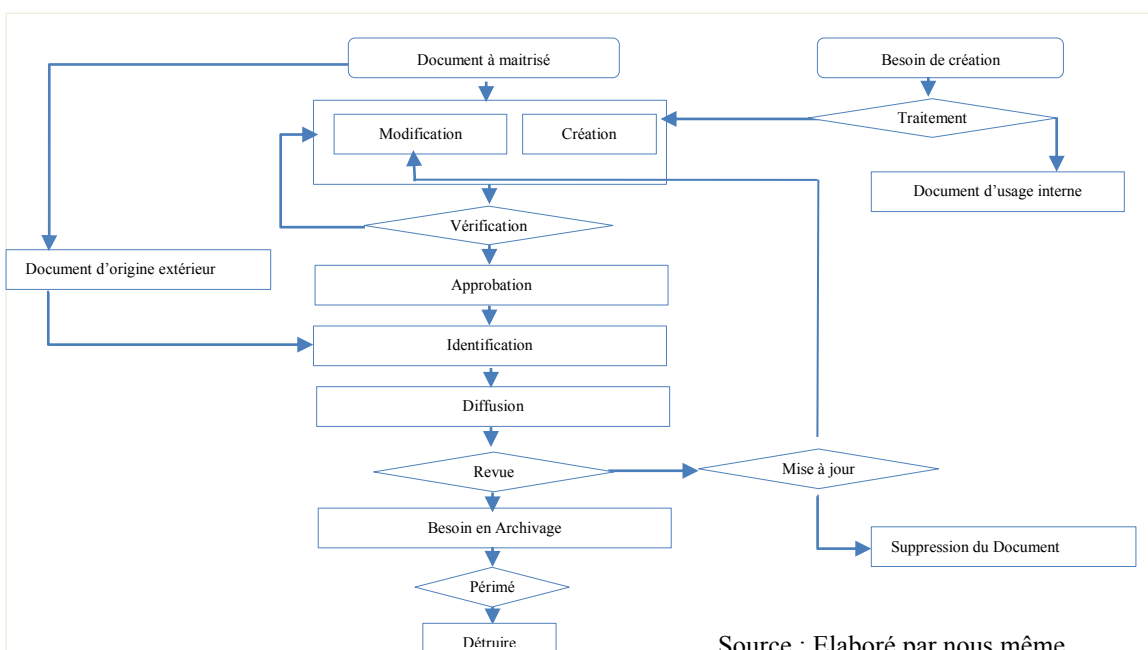 Document à maitrisé
Besoin de création
Traitement
Modification
Création
Document d’usage interne
Vérification
Document d’origine extérieur
Approbation
Identification
Diffusion
Revue
Mise à jour
Besoin en Archivage
Suppression du Document
Périmé
Détruire
Source : Elaboré par nous même